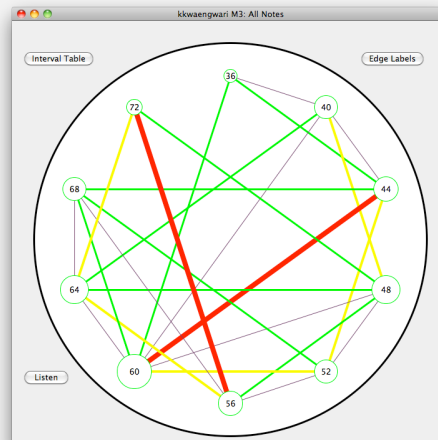 kkwaengwari M3: All Notes
Interval Table
Edge Labels
36
72
40
68
44
64
48
60
52
Listen
56